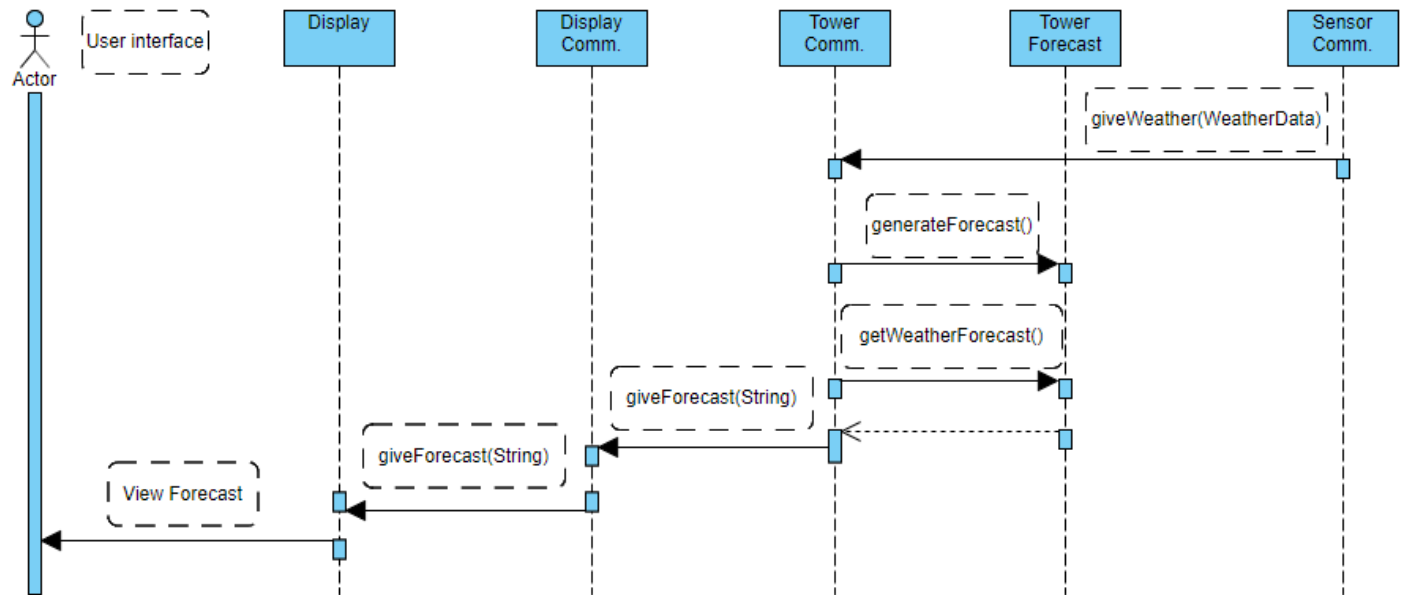 User interface
Actor
Display
Display
Comm.
Tower
Comm.
Tower
Forecast
Sensor
Comm.
giveWeather(WeatherData)
generateForecast()
getWeatherForecast()
giveForecast(String)
giveForecast(String)
View Forecast